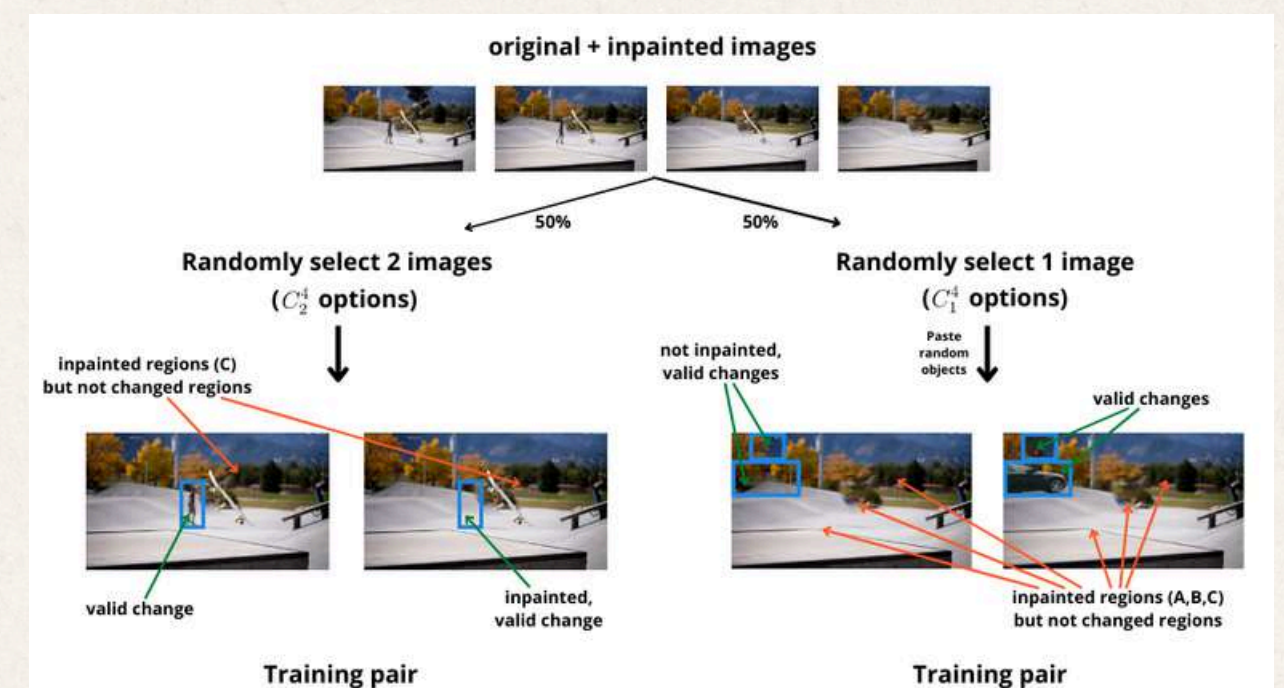 original + inpainted images
50%
50%
Randomly select 2 images
(C₂⁴ options)
Randomly select 1 image
(C₁⁴ options)
Paste
random
objects
inpainted regions (C)
but not changed regions
not inpainted,
valid changes
valid changes
valid change
inpainted,
valid change
inpainted regions (A,B,C)
but not changed regions
Training pair
Training pair